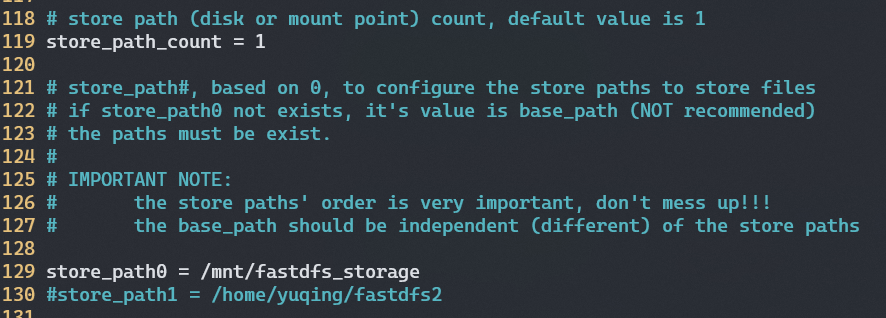 118 # store path (disk or mount point) count, default value is 1
119 store_path_count = 1
120
121 # store_path#, based on 0, to configure the store paths to store files
122 # if store_path0 not exists, it's value is base_path (NOT recommended)
123 # the paths must be exist.
124 #
125 # IMPORTANT NOTE:
126 #       the store paths' order is very important, don't mess up!!!
127 #       the base_path should be independent (different) of the store paths
128
129 store_path0 = /mnt/fastdfs_storage
130 #store_path1 = /home/yuqing/fastdfs2